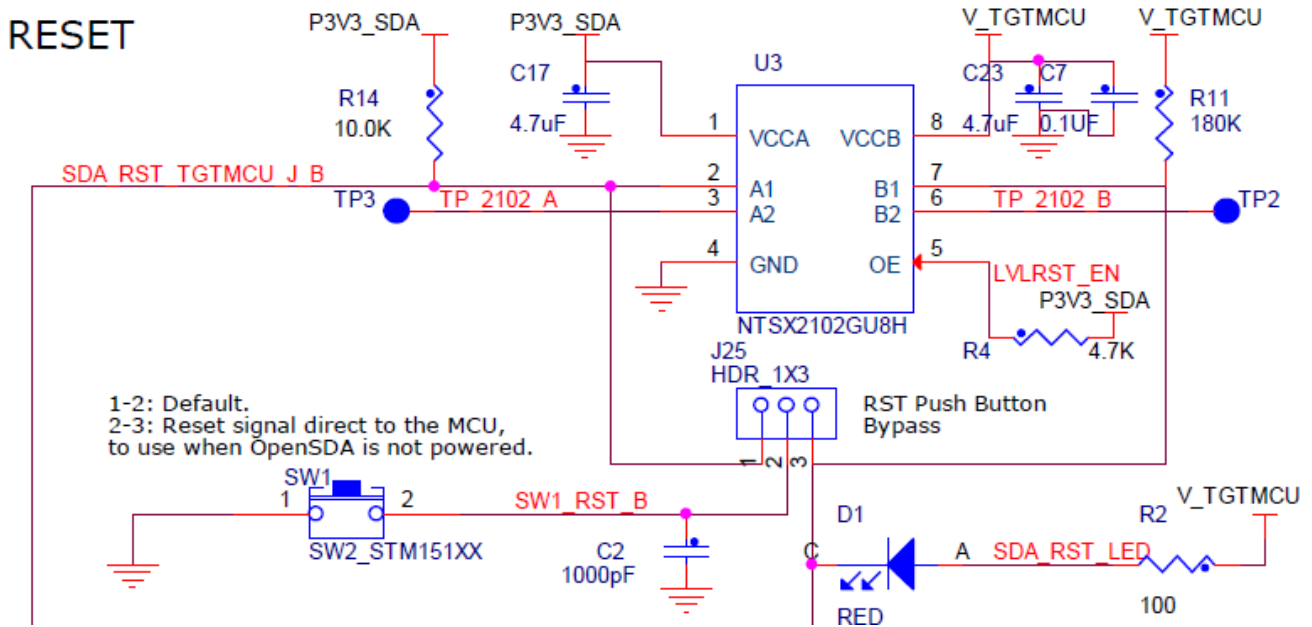 RESET
P3V3_SDA
P3V3_SDA
V_TGTMCU
V_TGTMCU
U3
C17
4.7uF
R14
10.0K
C23
4.7uF
C7
0.1UF
R11
180K
1
VCCA
VCCB
8
SDA_RST_TGTMCU_J_B
2
A1
B1
7
TP3
TP_2102_A
3
A2
B2
6
TP_2102_B
TP2
4
GND
OE
5
LVLRST_EN
P3V3_SDA
NTSX2102GU8H
R4
4.7K
J25
HDR_1X3
RST Push Button
Bypass
1-2: Default.
2-3: Reset signal direct to the MCU,
to use when OpenSDA is not powered.
1
2
3
SW1
1
2
SW1_RST_B
SW2_STM151XX
C2
1000pF
D1
R2
V_TGTMCU
C
A
SDA_RST_LED
RED
100